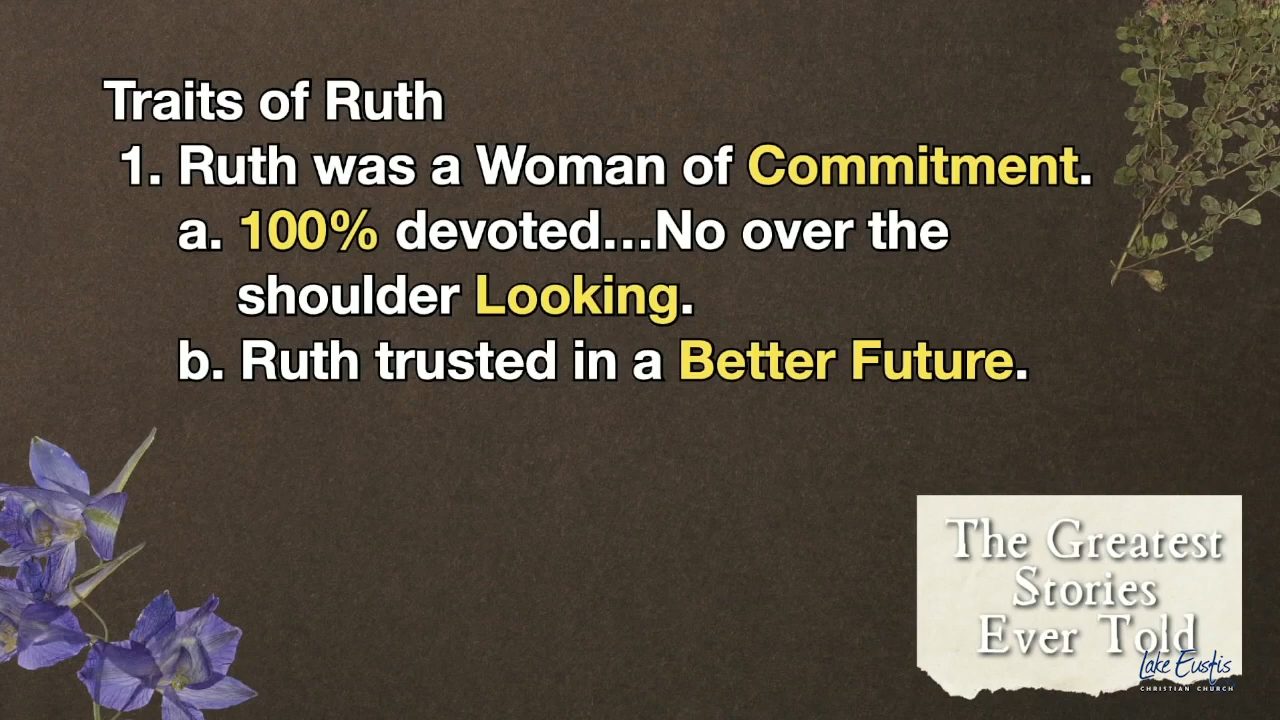 Traits of Ruth
1. Ruth was a Woman of Commitment.
a. 100% devoted...No over the
shoulder Looking.
b. Ruth trusted in a Better Future.
The Greatest
Stories
Ever Told
Lake Eustis
CHRISTIAN CHURCH